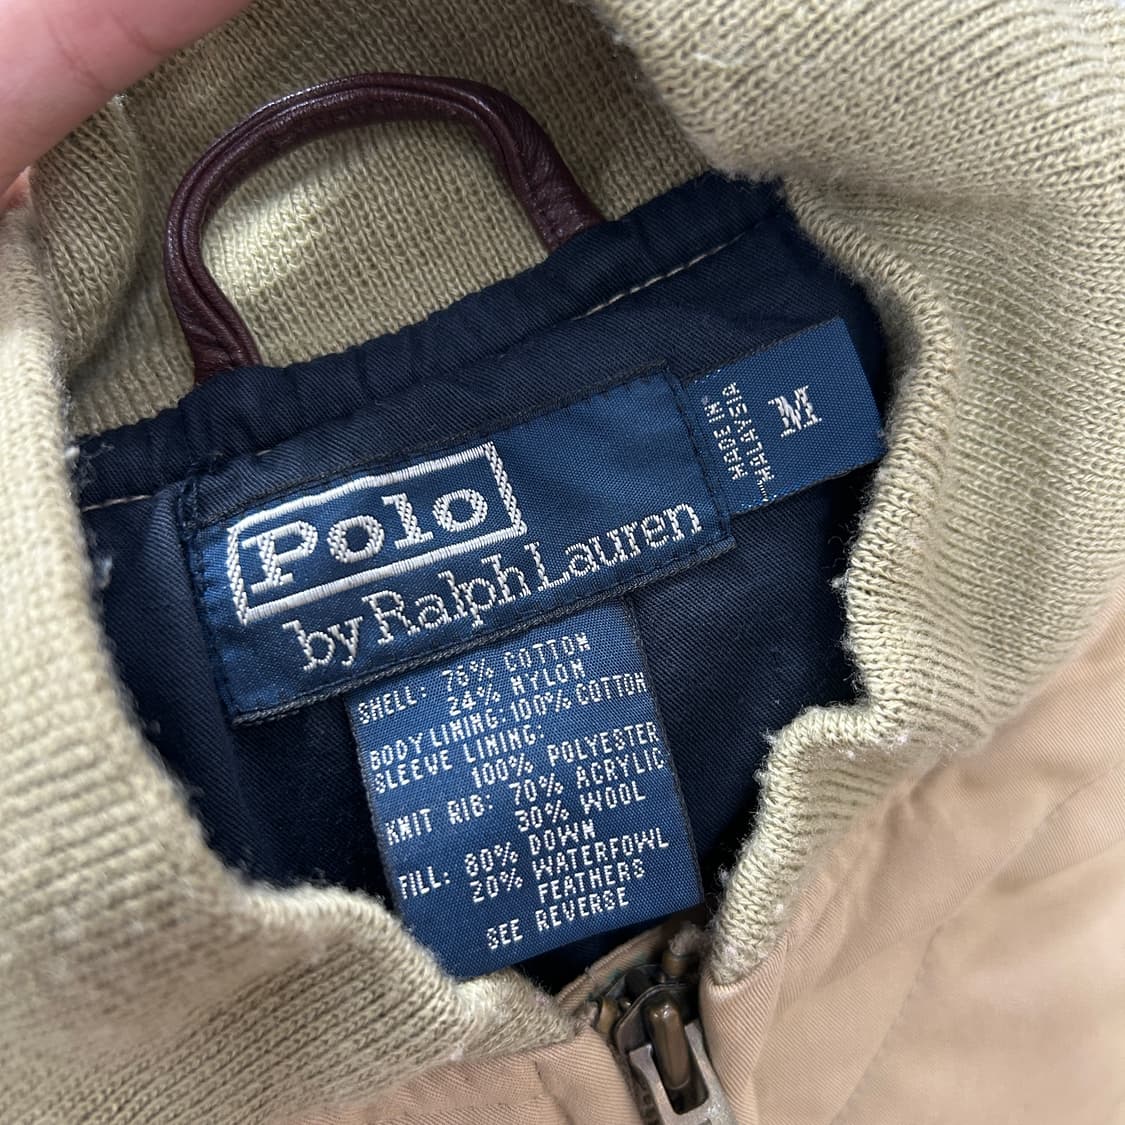 Polo
by Ralph Lauren
MADE IN
MALAYSIA
M
SHELL: 76% COTTON
24% NYLON
BODY LINING: 100% COTTON
SLEEVE LINING:
100% POLYESTER
KNIT RIB: 70% ACRYLIC
30% WOOL
FILL: 80% DOWN
20% WATERFOWL
FEATHERS
SEE REVERSE